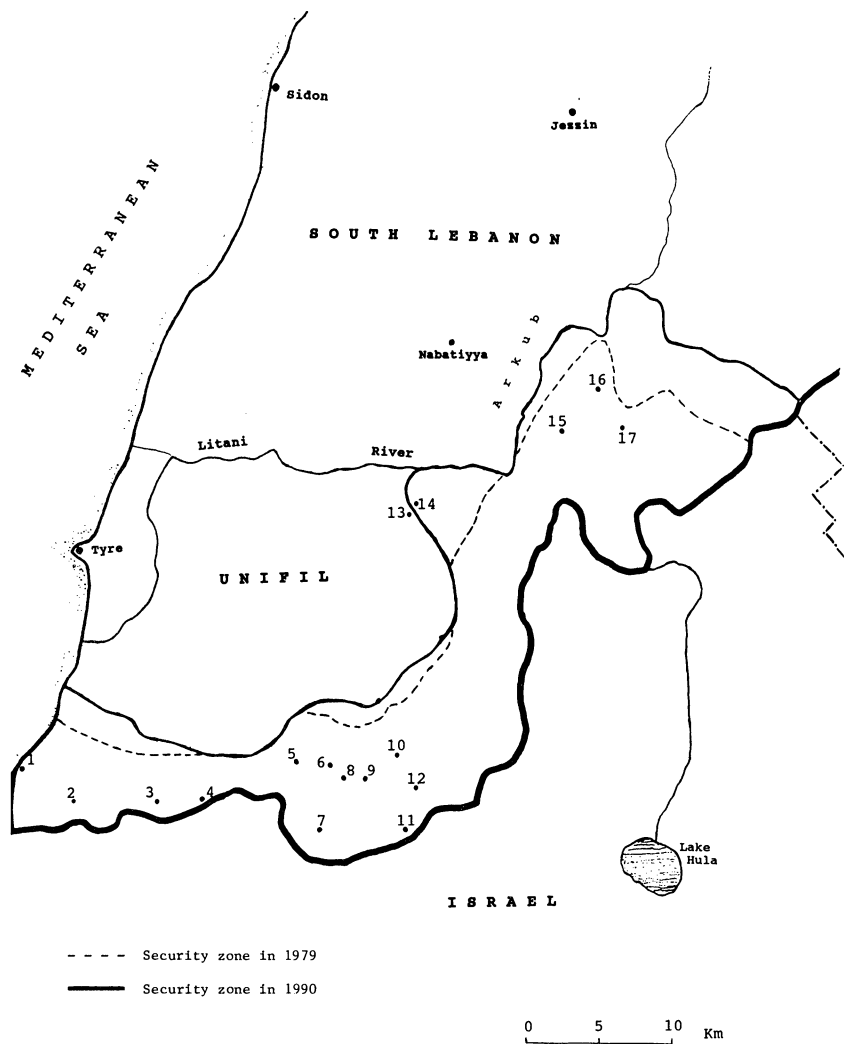 Sidon
Jezzin
MEDITERRANEAN
SEA
SOUTH LEBANON
Arkub
Nabatiyya
16
15
17
Litani
River
14
13
Tyre
UNIFIL
10
5
6
8
9
1
12
2
3
4
7
11
Lake
Hula
ISRAEL
Security zone in 1979
Security zone in 1990
0 5 10 Km